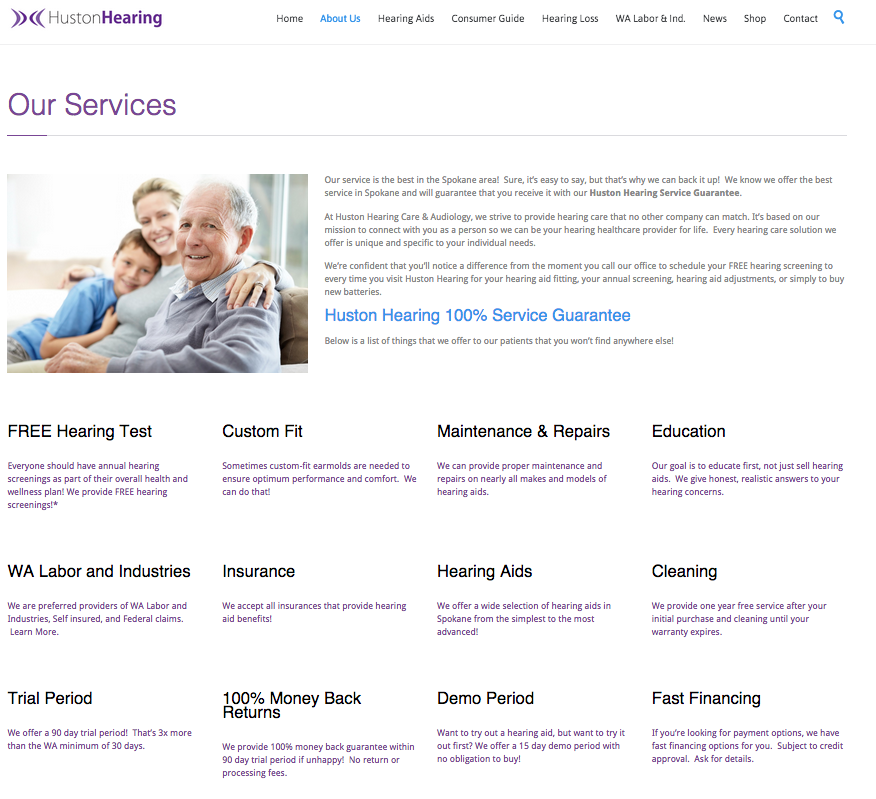 HustonHearing
Home About Us Hearing Aids Consumer Guide Hearing Loss WA Labor & Ind. News Shop Contact
Our Services
Our service is the best in the Spokane area!  Sure, it's easy to say, but that's why we can back it up!  We know we offer the best
service in Spokane and will guarantee that you receive it with our Huston Hearing Service Guarantee.
At Huston Hearing Care & Audiology, we strive to provide hearing care that no other company can match. It's based on our
mission to connect with you as a person so we can be your hearing healthcare provider for life.  Every hearing care solution we
offer is unique and specific to your individual needs.
We're confident that you'll notice a difference from the moment you call our office to schedule your FREE hearing screening to
every time you visit Huston Hearing for your hearing aid fitting, your annual screening, hearing aid adjustments, or simply to buy
new batteries.
Huston Hearing 100% Service Guarantee
Below is a list of things that we offer to our patients that you won't find anywhere else!
FREE Hearing Test
Everyone should have annual hearing
screenings as part of their overall health and
wellness plan! We provide FREE hearing
screenings!*
Custom Fit
Sometimes custom-fit earmolds are needed to
ensure optimum performance and comfort.  We
can do that!
Maintenance & Repairs
We can provide proper maintenance and
repairs on nearly all makes and models of
hearing aids.
Education
Our goal is to educate first, not just sell hearing
aids.  We give honest, realistic answers to your
hearing concerns.
WA Labor and Industries
We are preferred providers of WA Labor and
Industries, Self insured, and Federal claims.
Learn More.
Insurance
We accept all insurances that provide hearing
aid benefits!
Hearing Aids
We offer a wide selection of hearing aids in
Spokane from the simplest to the most
advanced!
Cleaning
We provide one year free service after your
initial purchase and cleaning until your
warranty expires.
Trial Period
We offer a 90 day trial period!  That's 3x more
than the WA minimum of 30 days.
100% Money Back
Returns
We provide 100% money back guarantee within
90 day trial period if unhappy!  No return or
processing fees.
Demo Period
Want to try out a hearing aid, but want to try it
out first? We offer a 15 day demo period with
no obligation to buy!
Fast Financing
If you're looking for payment options, we have
fast financing options for you.  Subject to credit
approval.  Ask for details.